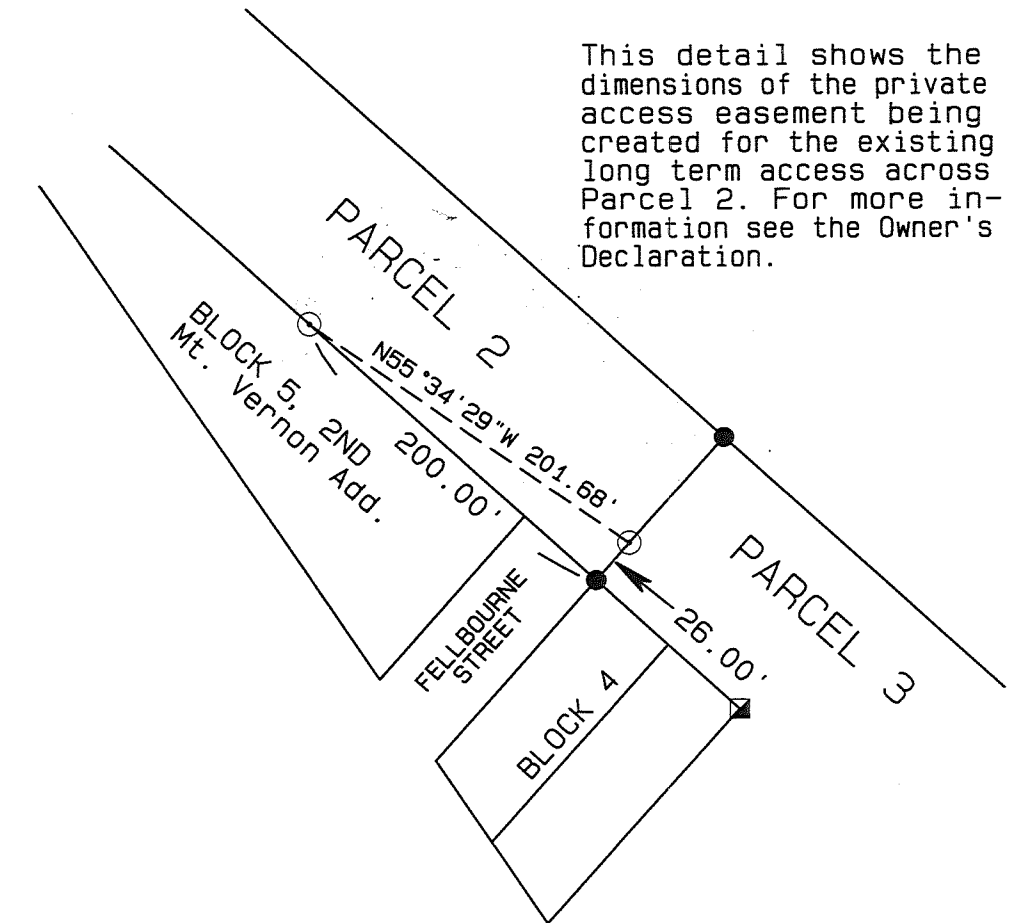 This detail shows the
dimensions of the private
access easement being
created for the existing
long term access across
Parcel 2. For more in-
formation see the Owner's
Declaration.
PARCEL 2
N55°34'29"W 201.68'
BLOCK 5, 2ND
Mt. Vernon Add.
200.00'
FELLBOURNE
STREET
26.00'
PARCEL 3
BLOCK 4